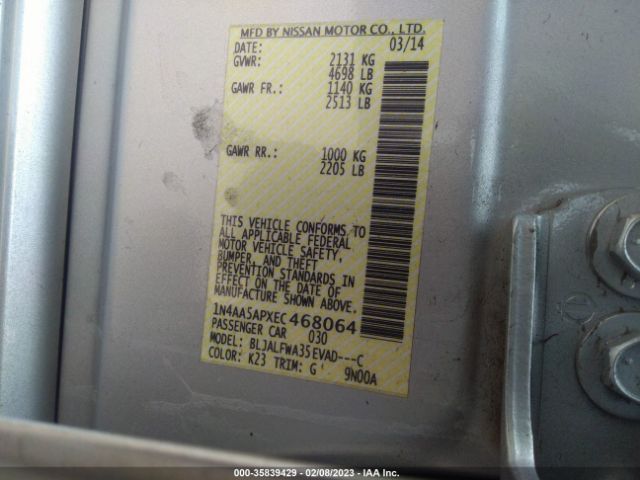 MFD BY NISSAN MOTOR CO., LTD.
DATE: 03/14
GVWR: 2131 KG
4698 LB
GAWR FR.: 1140 KG
2513 LB
GAWR RR.: 1000 KG
2205 LB
THIS VEHICLE CONFORMS TO
ALL APPLICABLE FEDERAL
MOTOR VEHICLE SAFETY,
BUMPER, AND THEFT
PREVENTION STANDARDS IN
EFFECT ON THE DATE OF
MANUFACTURE SHOWN ABOVE.
1N4AA5APXEC468064
PASSENGER CAR 030
MODEL: BLJALFWA35EVAD---C
COLOR: K23 TRIM: G 9N00A
000-35839429 - 02/08/2023 - IAA Inc.